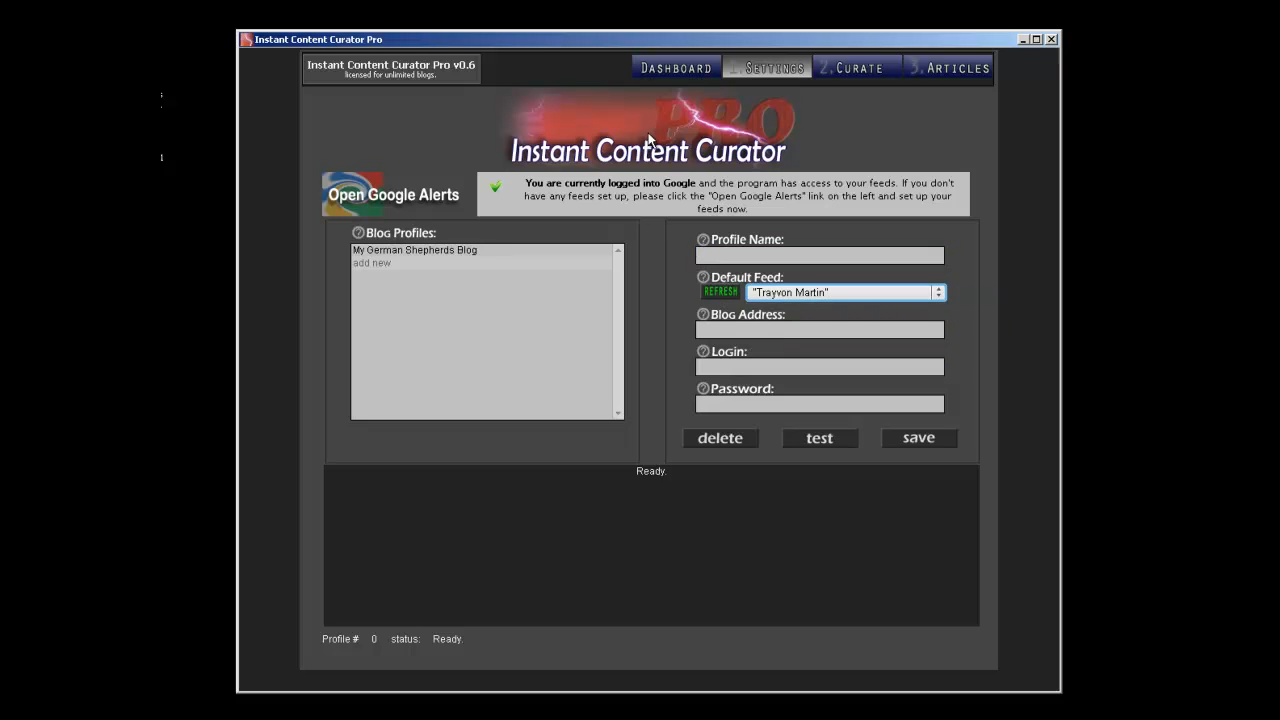 Instant Content Curator Pro
Instant Content Curator Pro v0.6
licensed for unlimited blogs.
DASHBOARD
1. SETTINGS
2. CURATE
3. ARTICLES
PRO
Instant Content Curator
Open Google Alerts
You are currently logged into Google and the program has access to your feeds. If you don't
have any feeds set up, please click the "Open Google Alerts" link on the left and set up your
feeds now.
Blog Profiles:
My German Shepherds Blog
add new
Profile Name:
Default Feed:
REFRESH
"Trayvon Martin"
Blog Address:
Login:
Password:
delete
test
save
Ready.
Profile # 0 status: Ready.